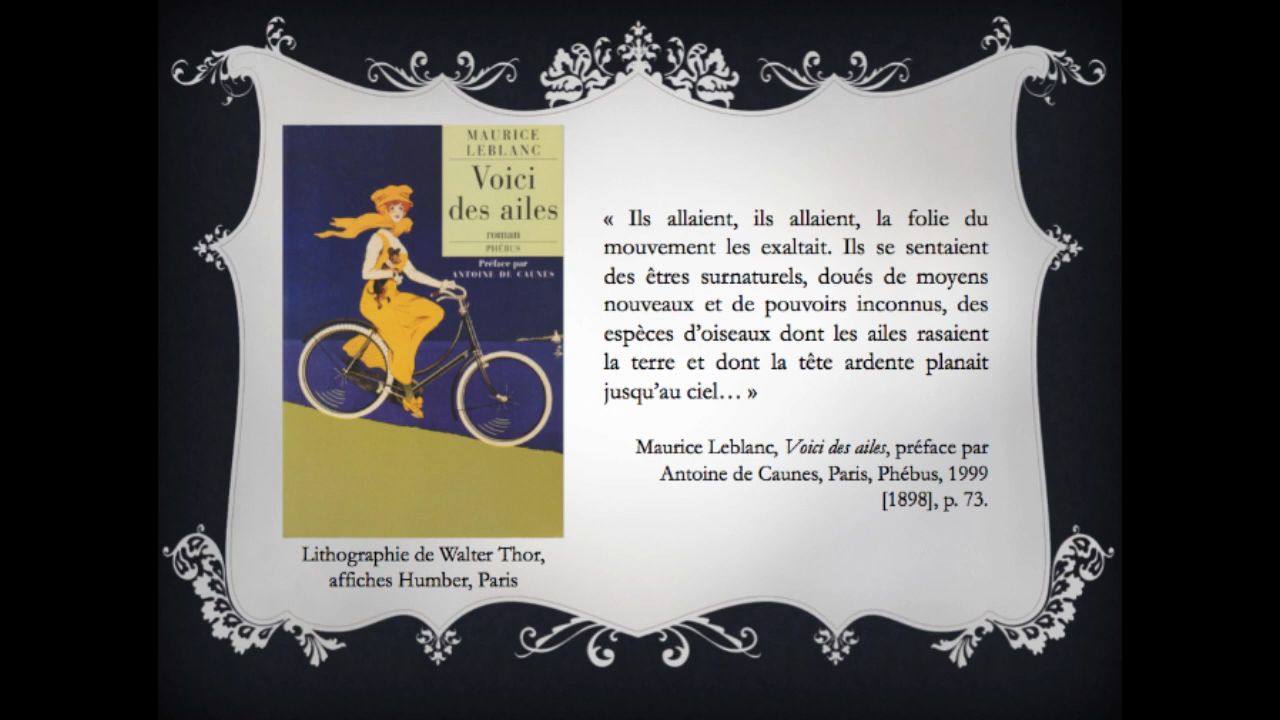 MAURICE
LEBLANC
Voici
des ailes
roman
PHÉBUS
Préface par
ANTOINE DE CAUNES
Lithographie de Walter Thor,
affiches Humber, Paris
« Ils allaient, ils allaient, la folie du
mouvement les exaltait. Ils se sentaient
des êtres surnaturels, doués de moyens
nouveaux et de pouvoirs inconnus, des
espèces d’oiseaux dont les ailes rasaient
la terre et dont la tête ardente planait
jusqu’au ciel… »
Maurice Leblanc, Voici des ailes, préface par
Antoine de Caunes, Paris, Phébus, 1999
[1898], p. 73.